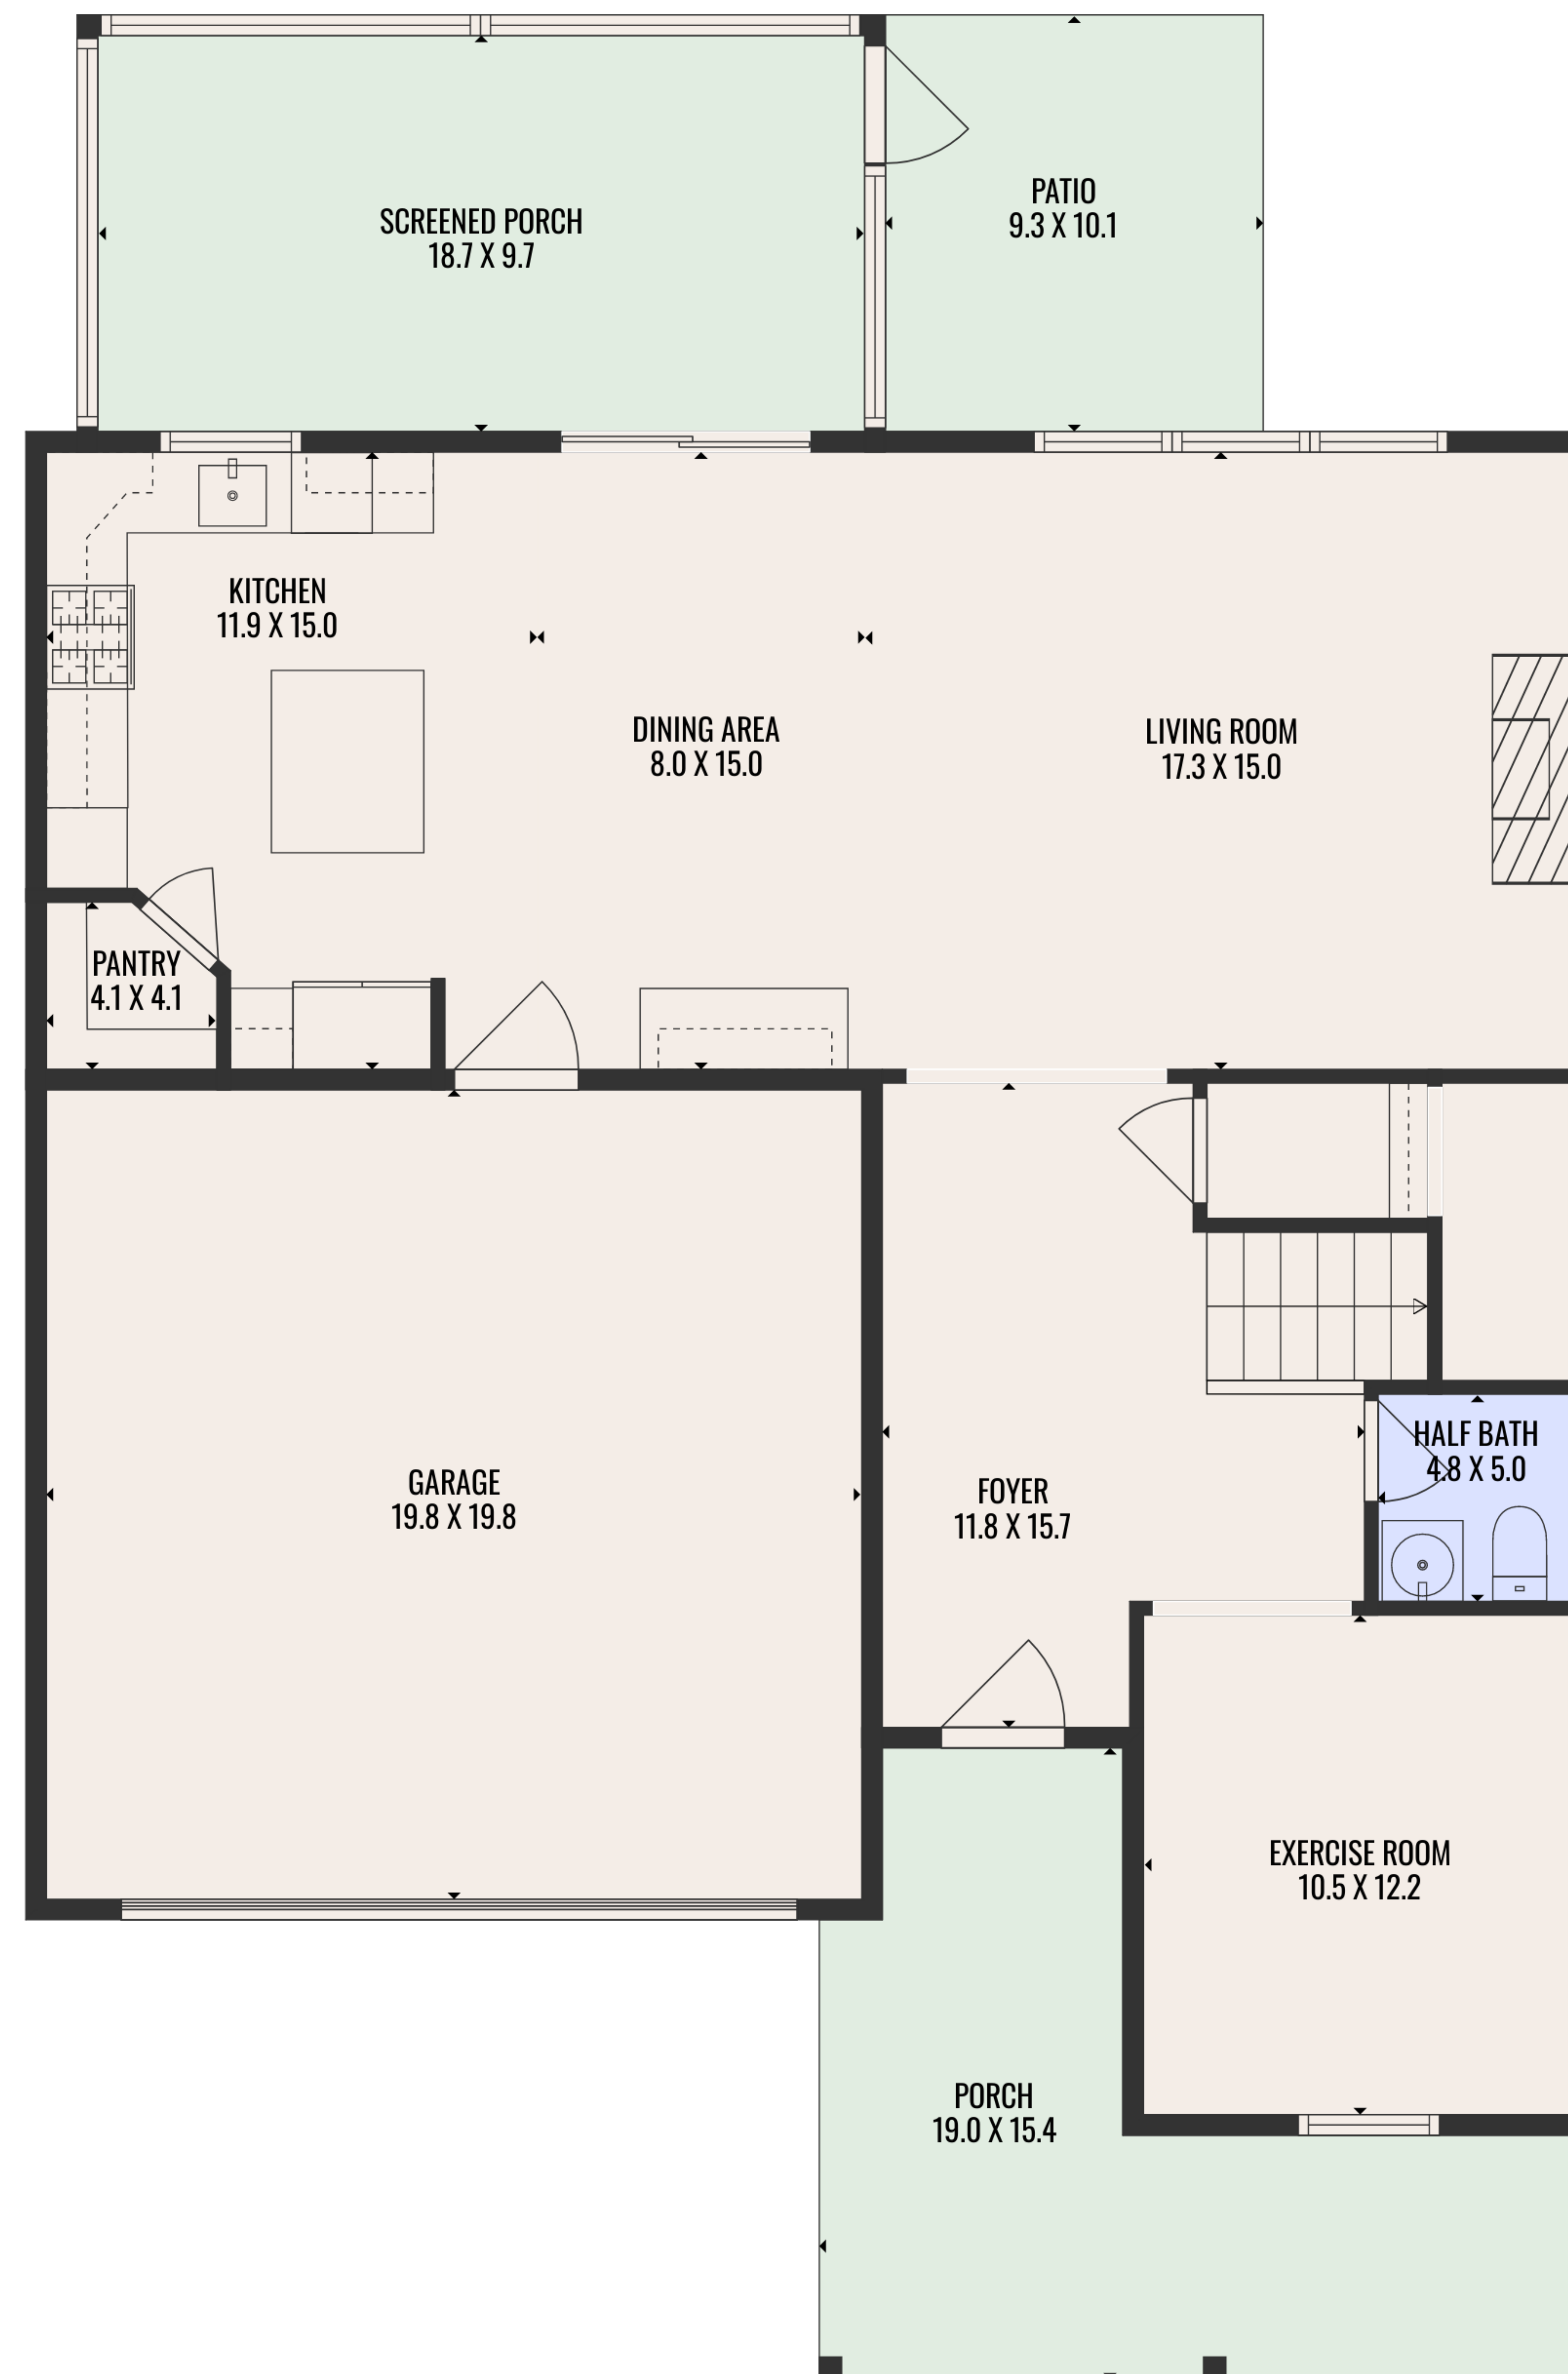 SCREENED PORCH
18.7 X 9.7
PATIO
9.3 X 10.1
KITCHEN
11.9 X 15.0
DINING AREA
8.0 X 15.0
LIVING ROOM
17.3 X 15.0
PANTRY
4.1 X 4.1
GARAGE
19.8 X 19.8
FOYER
11.8 X 15.7
HALF BATH
4.8 X 5.0
EXERCISE ROOM
10.5 X 12.2
PORCH
19.0 X 15.4